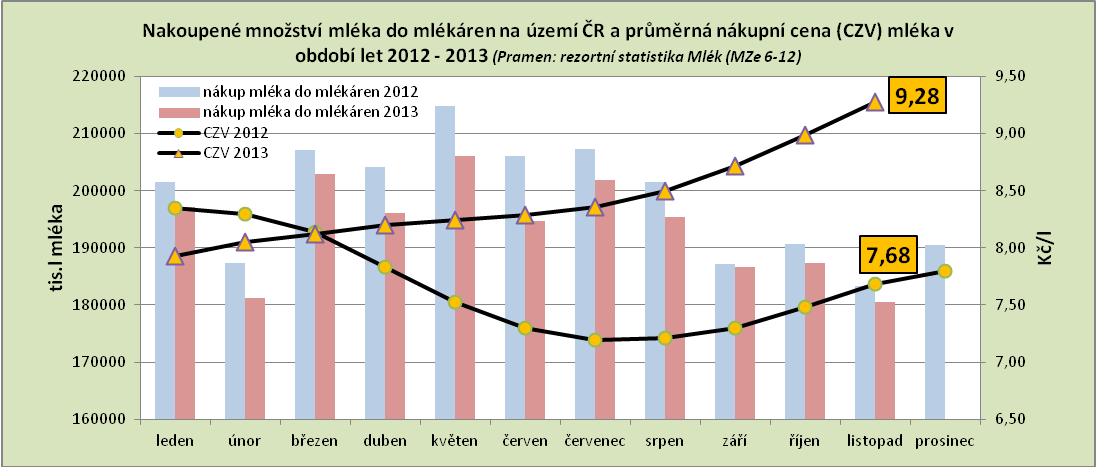 Nakoupené množství mléka do mlékáren na území ČR a průměrná nákupní cena (CZV) mléka v
období let 2012 - 2013 (Pramen: rezortní statistika Mlék (MZe 6-12)
220000
210000
200000
190000
180000
170000
160000
tis.l mléka
nákup mléka do mlékáren 2012
nákup mléka do mlékáren 2013
CZV 2012
CZV 2013
9,28
7,68
9,50
9,00
8,50
8,00
7,50
7,00
6,50
Kč/l
leden únor březen duben květen červen červenec srpen září říjen listopad prosinec